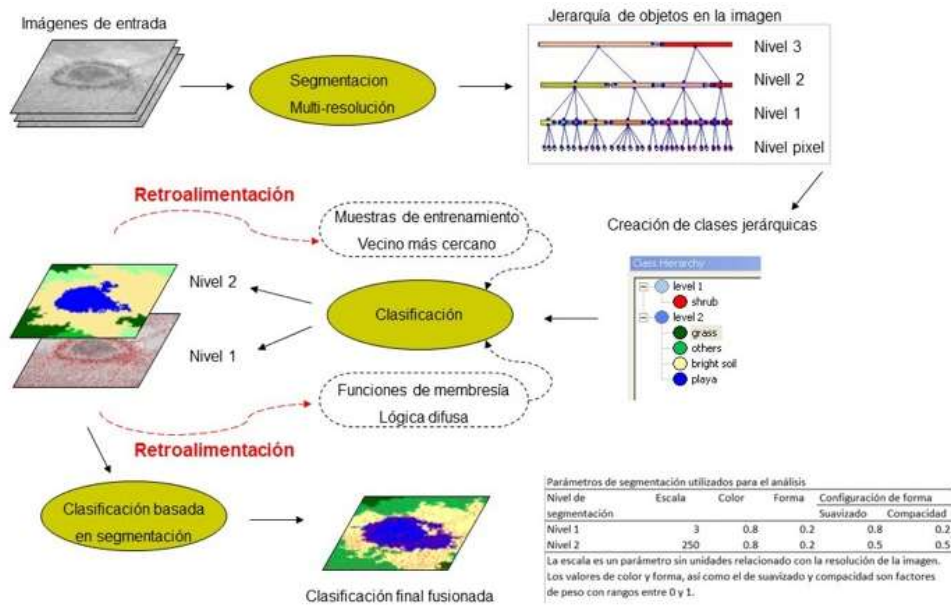 Imágenes de entrada
Segmentacion
Multi-resolución
Jerarquía de objetos en la imagen
Nivel 3
Nivell 2
Nivel 1
Nivel pixel
Retroalimentación
Muestras de entrenamiento
Vecino más cercano
Creación de clases jerárquicas
Class Hierarchy
level 1
shrub
level 2
grass
others
bright soil
playa
Nivel 2
Clasificación
Nivel 1
Funciones de membresía
Lógica difusa
Retroalimentación
Clasificación basada
en segmentación
Clasificación final fusionada
Parámetros de segmentación utilizados para el análisis
Nivel de Escala Color Forma Configuración de forma
segmentación Suavizado Compacidad
Nivel 1 3 0.8 0.2 0.8 0.2
Nivel 2 250 0.8 0.2 0.5 0.5
La escala es un parámetro sin unidades relacionado con la resolución de la imagen.
Los valores de color y forma, así como el de suavizado y compacidad son factores
de peso con rangos entre 0 y 1.